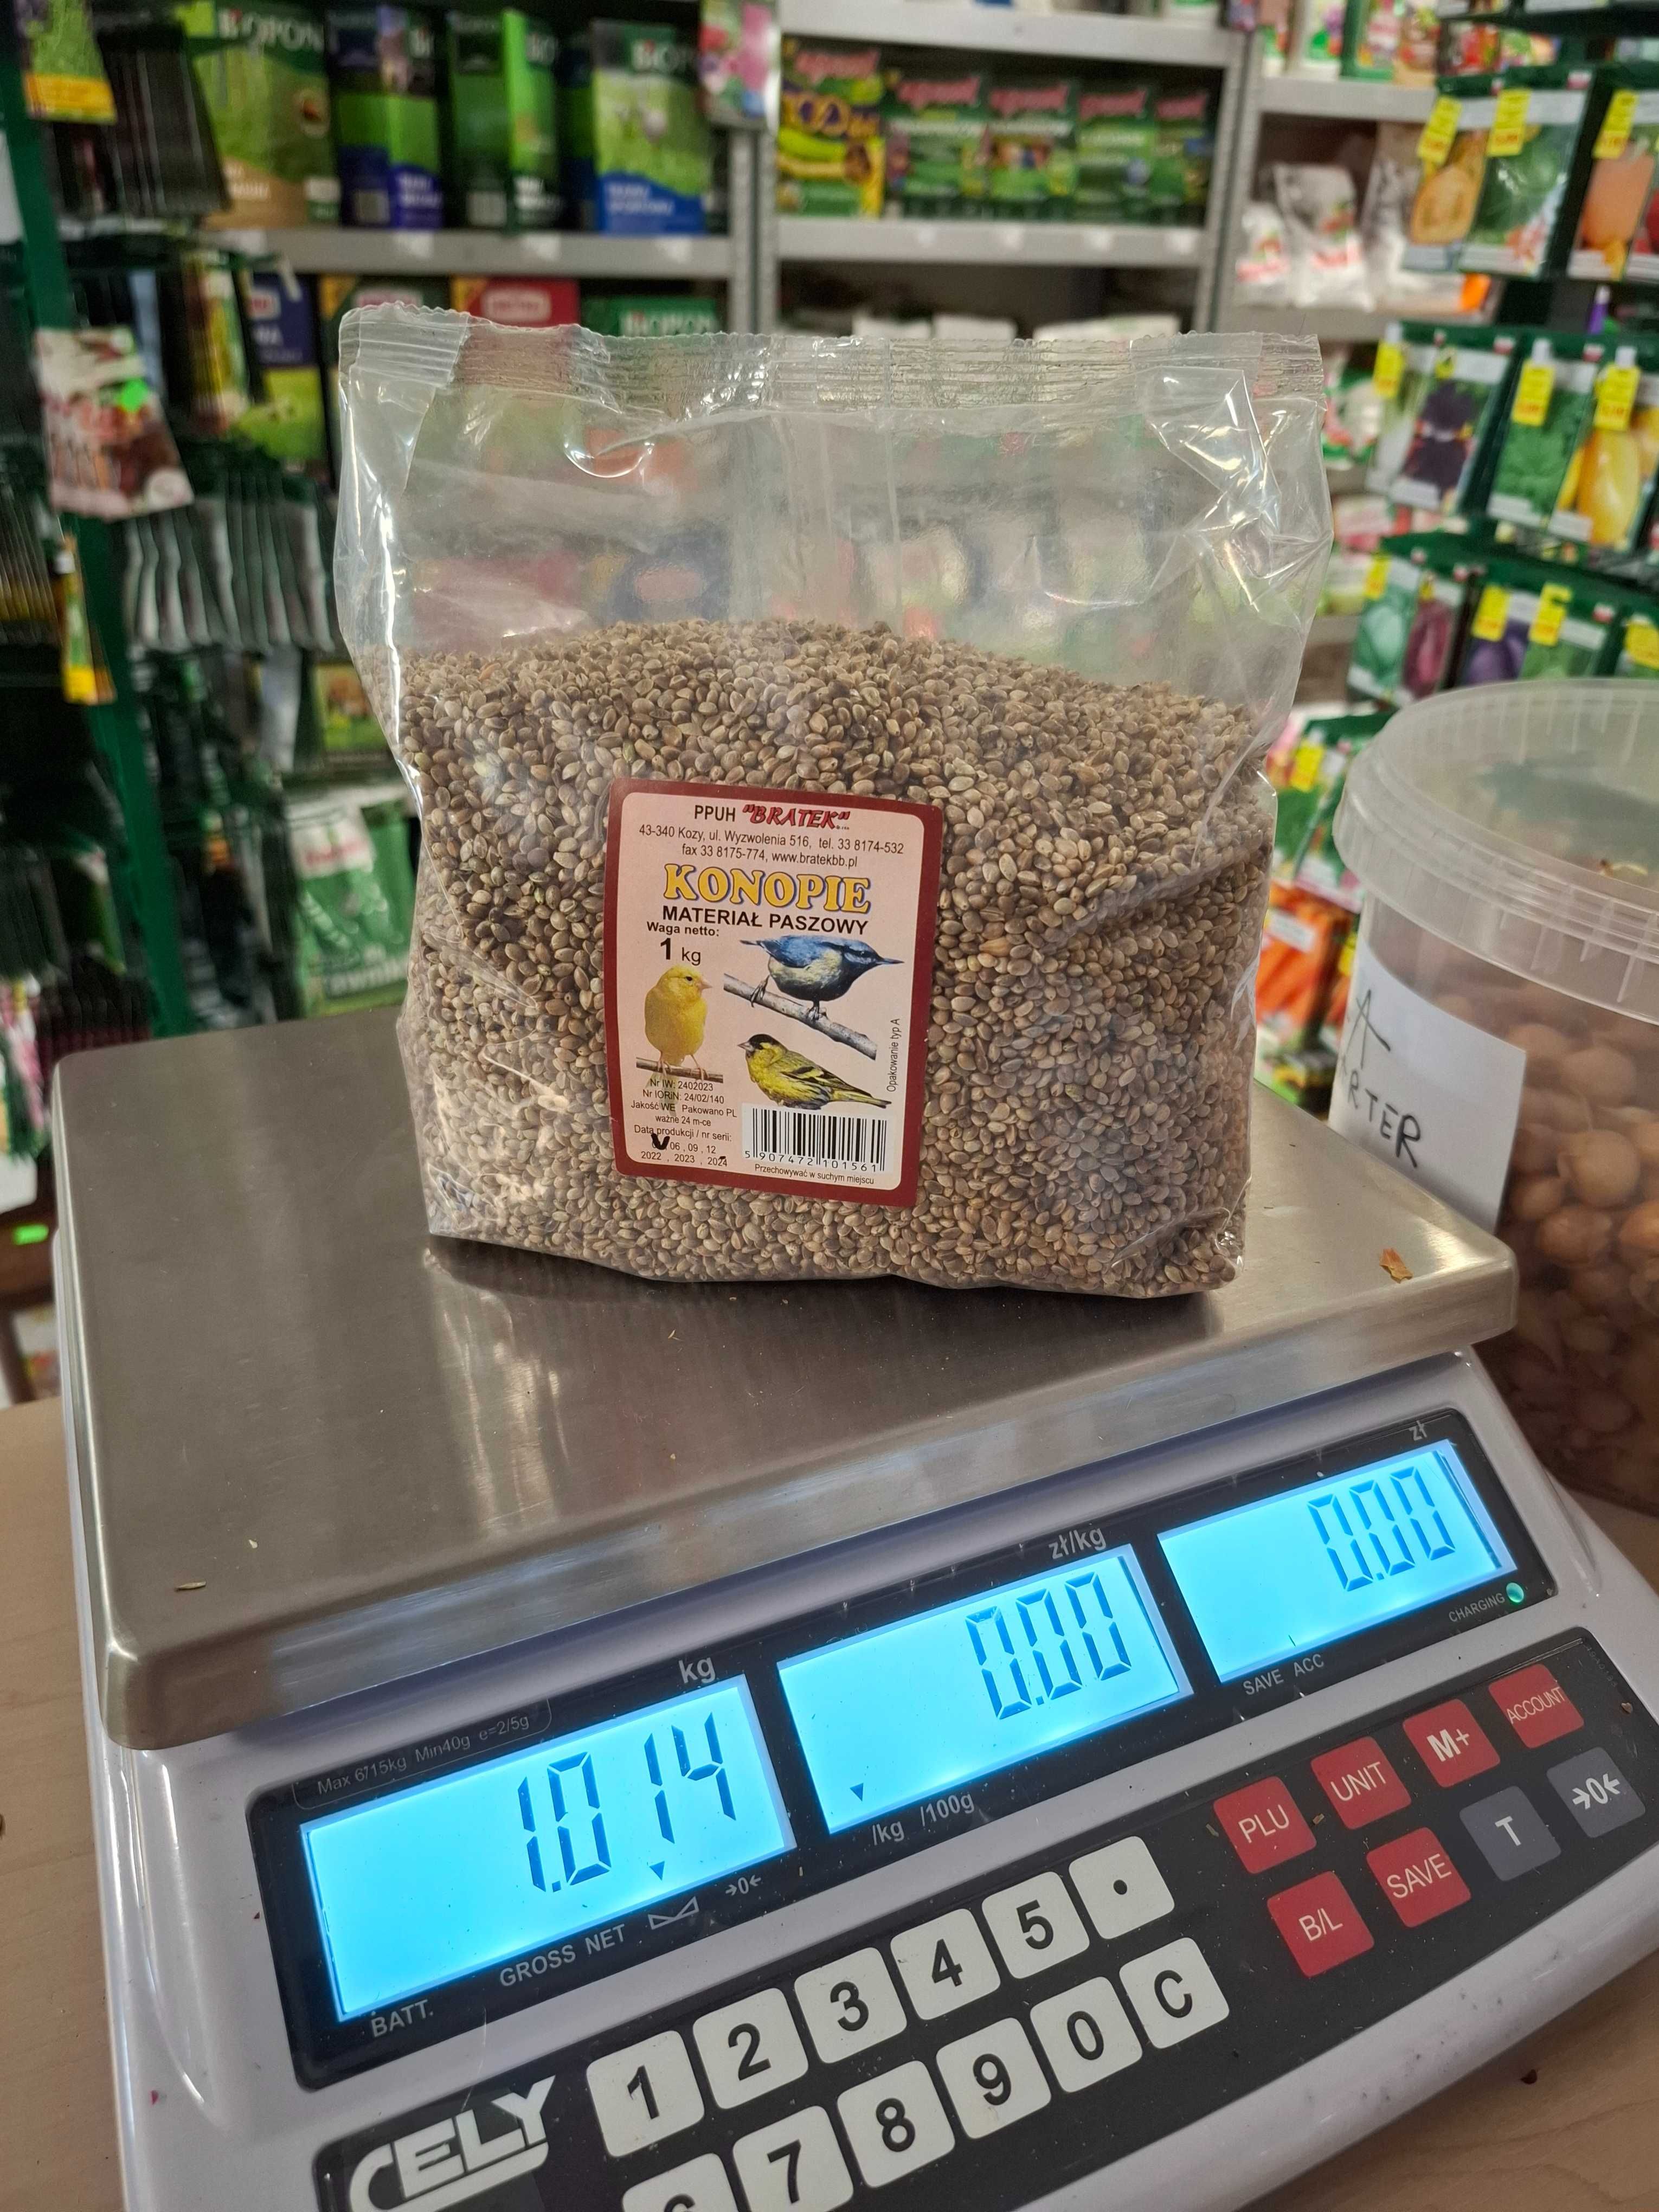 BIOPON
BIOPON
BIOPON
PPUH "BRATEK"
43-340 Kozy, ul. Wyzwolenia 516, tel. 33 8174-532
fax 33 8175-774, www.bratekbb.pl
KONOPIE
MATERIAŁ PASZOWY
Waga netto:
1 kg
Opakowanie typ A
Nr IW: 2402023
Nr IORiN: 24/02/140
Jakość WE Pakowano PL
ważne 24 m-ce
Data produkcji / nr serii:
06 . 09 . 12
2022 . 2023 . 2024
5 907472 101561
Przechowywać w suchym miejscu
A
RTER
zł
0.00
CHARGING
SAVE ACC
zł/kg
0.00
/kg /100g
kg
Max 6/15kg Min40g e=2/5g
1.014
GROSS NET →0←
BATT.
PLU UNIT M+ ACCOUNT
B/L SAVE T →0←
1 2 3 4 5 •
7 8 9 0 C
CELY